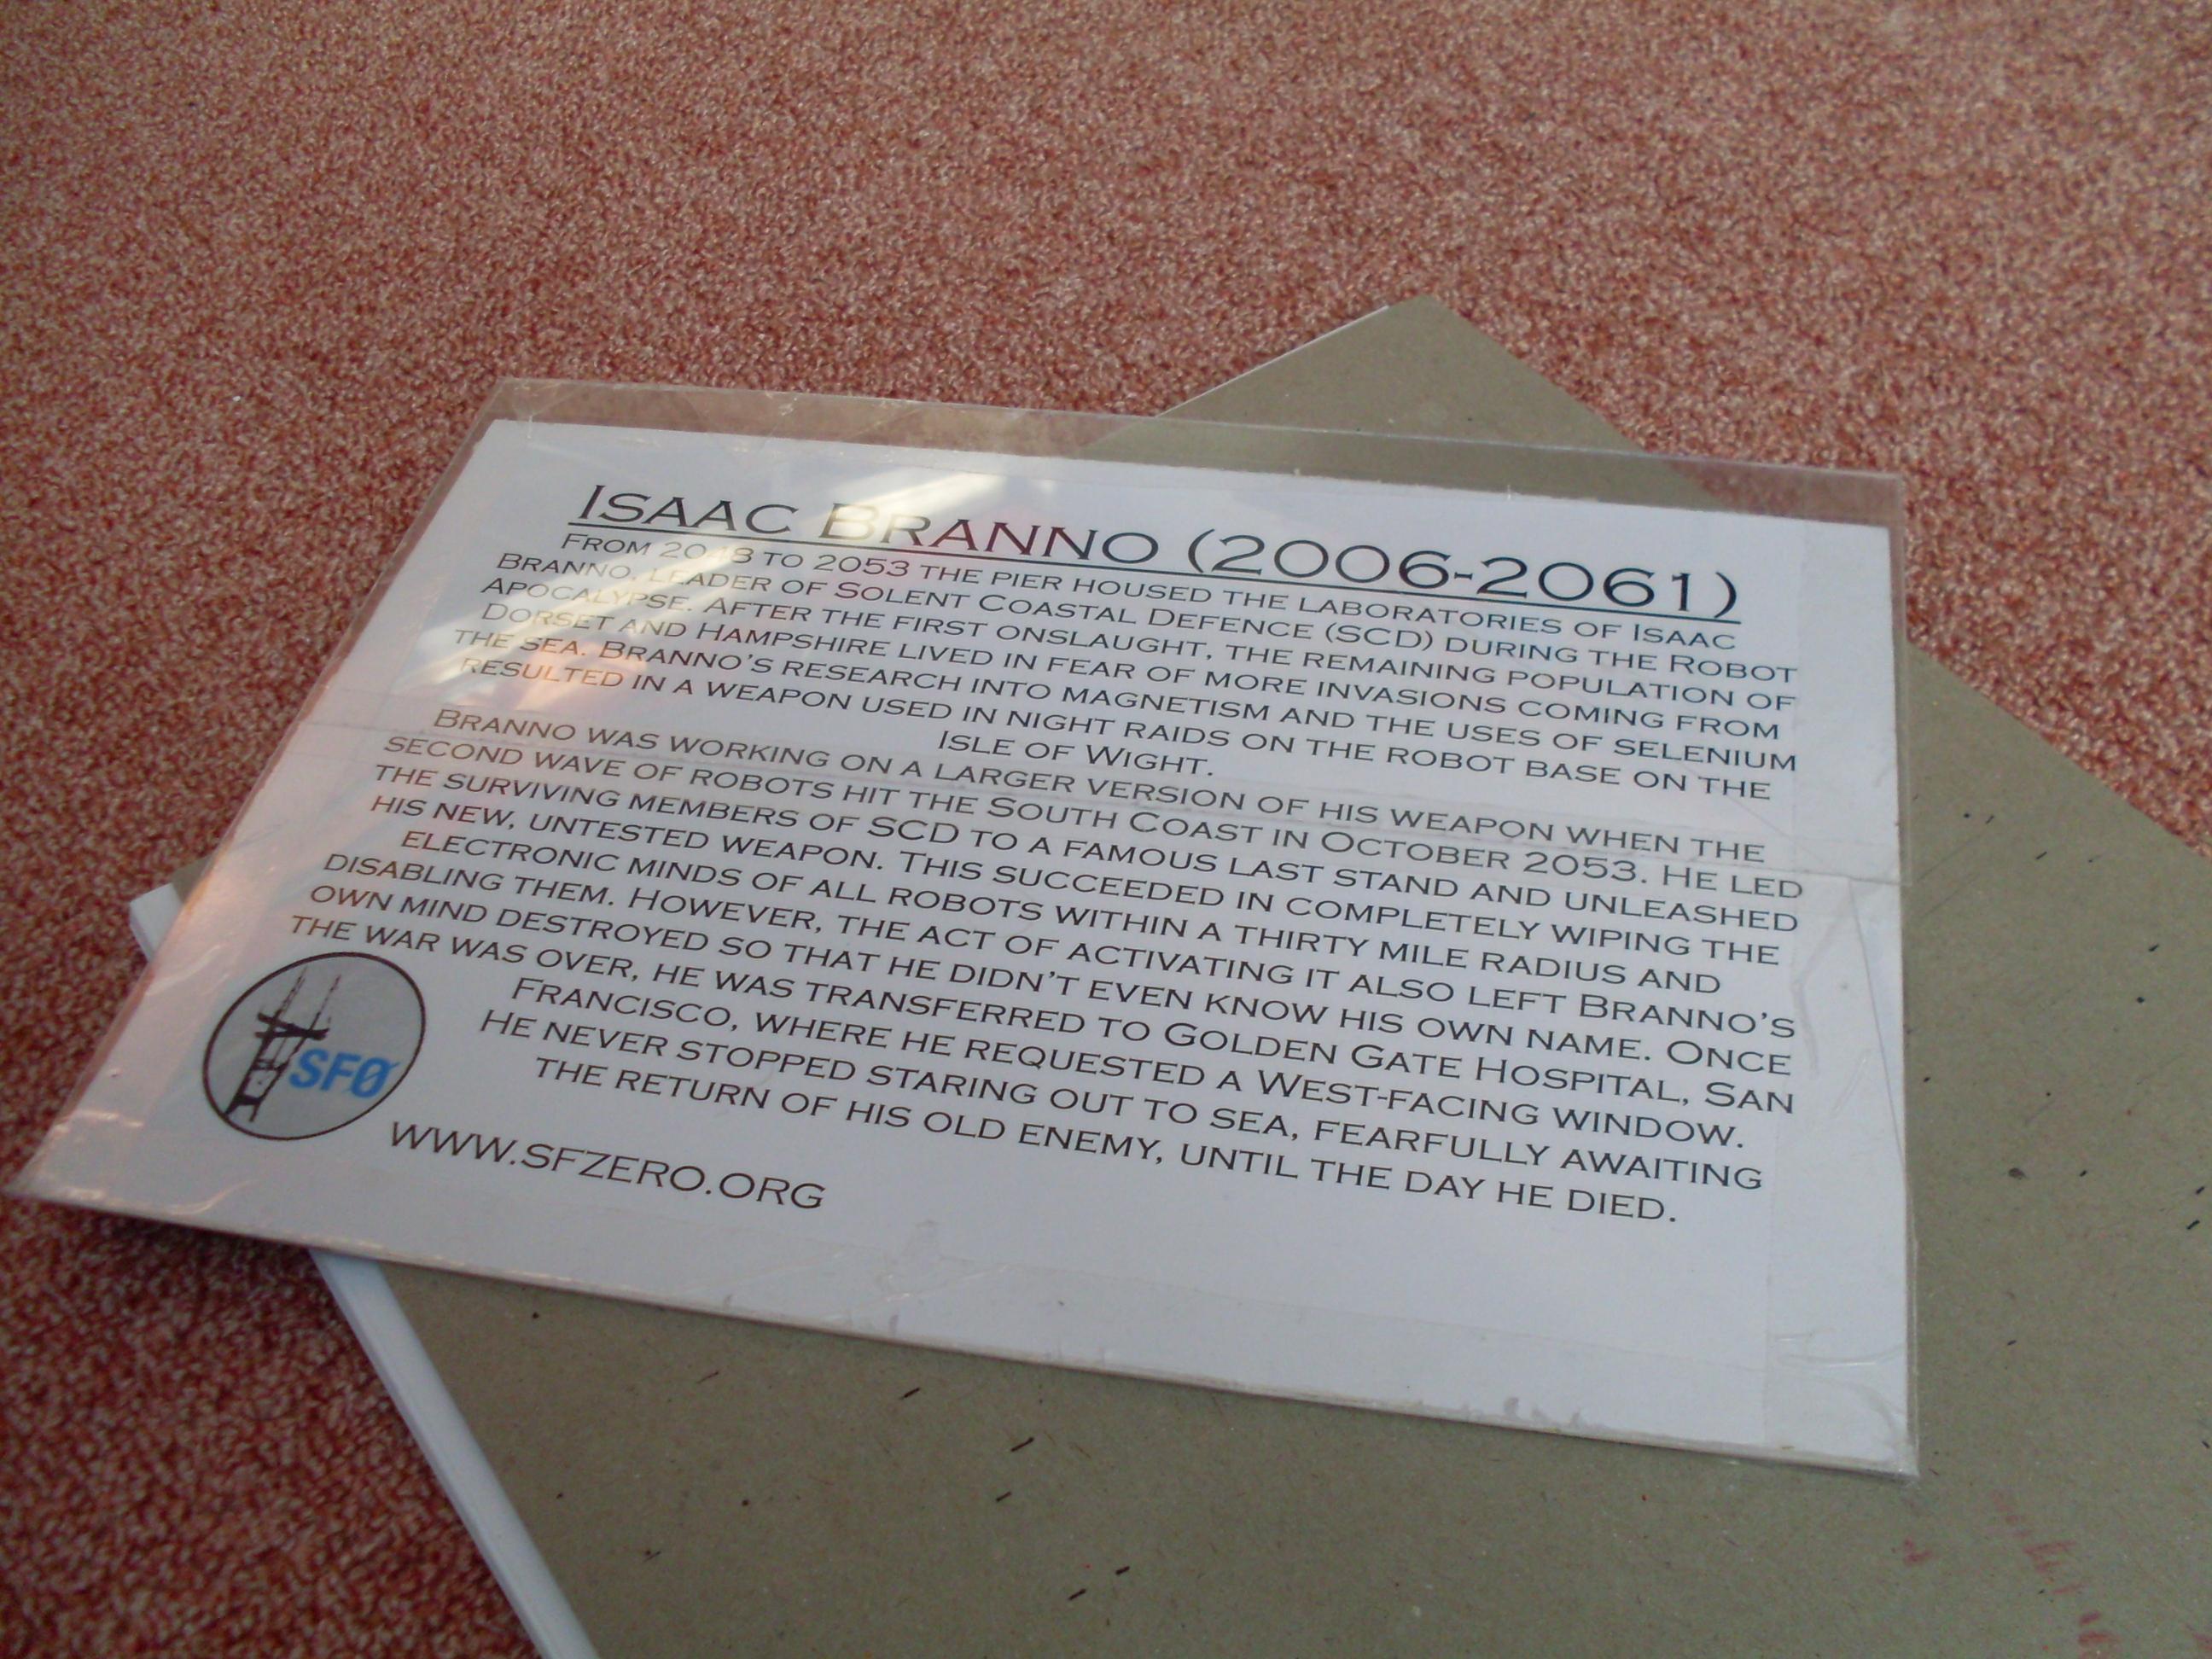 ISAAC BRANNO (2006-2061)
FROM TO 2053 THE PIER HOUSED THE LABORATORIES OF ISAAC
BRANNO, LEADER OF SOLENT COASTAL DEFENCE (SCD) DURING THE ROBOT
APOCALYPSE. AFTER THE FIRST ONSLAUGHT, THE REMAINING POPULATION OF
DORSET AND HAMPSHIRE LIVED IN FEAR OF MORE INVASIONS COMING FROM
THE SEA. BRANNO'S RESEARCH INTO MAGNETISM AND THE USES OF SELENIUM
RESULTED IN A WEAPON USED IN NIGHT RAIDS ON THE ROBOT BASE ON THE
ISLE OF WIGHT.
BRANNO WAS WORKING ON A LARGER VERSION OF HIS WEAPON WHEN THE
SECOND WAVE OF ROBOTS HIT THE SOUTH COAST IN OCTOBER 2053. HE LED
THE SURVIVING MEMBERS OF SCD TO A FAMOUS LAST STAND AND UNLEASHED
HIS NEW, UNTESTED WEAPON. THIS SUCCEEDED IN COMPLETELY WIPING THE
ELECTRONIC MINDS OF ALL ROBOTS WITHIN A THIRTY MILE RADIUS AND
DISABLING THEM. HOWEVER, THE ACT OF ACTIVATING IT ALSO LEFT BRANNO'S
OWN MIND DESTROYED SO THAT HE DIDN'T EVEN KNOW HIS OWN NAME. ONCE
THE WAR WAS OVER, HE WAS TRANSFERRED TO GOLDEN GATE HOSPITAL, SAN
FRANCISCO, WHERE HE REQUESTED A WEST-FACING WINDOW.
HE NEVER STOPPED STARING OUT TO SEA, FEARFULLY AWAITING
THE RETURN OF HIS OLD ENEMY, UNTIL THE DAY HE DIED.
SFØ
WWW.SFZERO.ORG